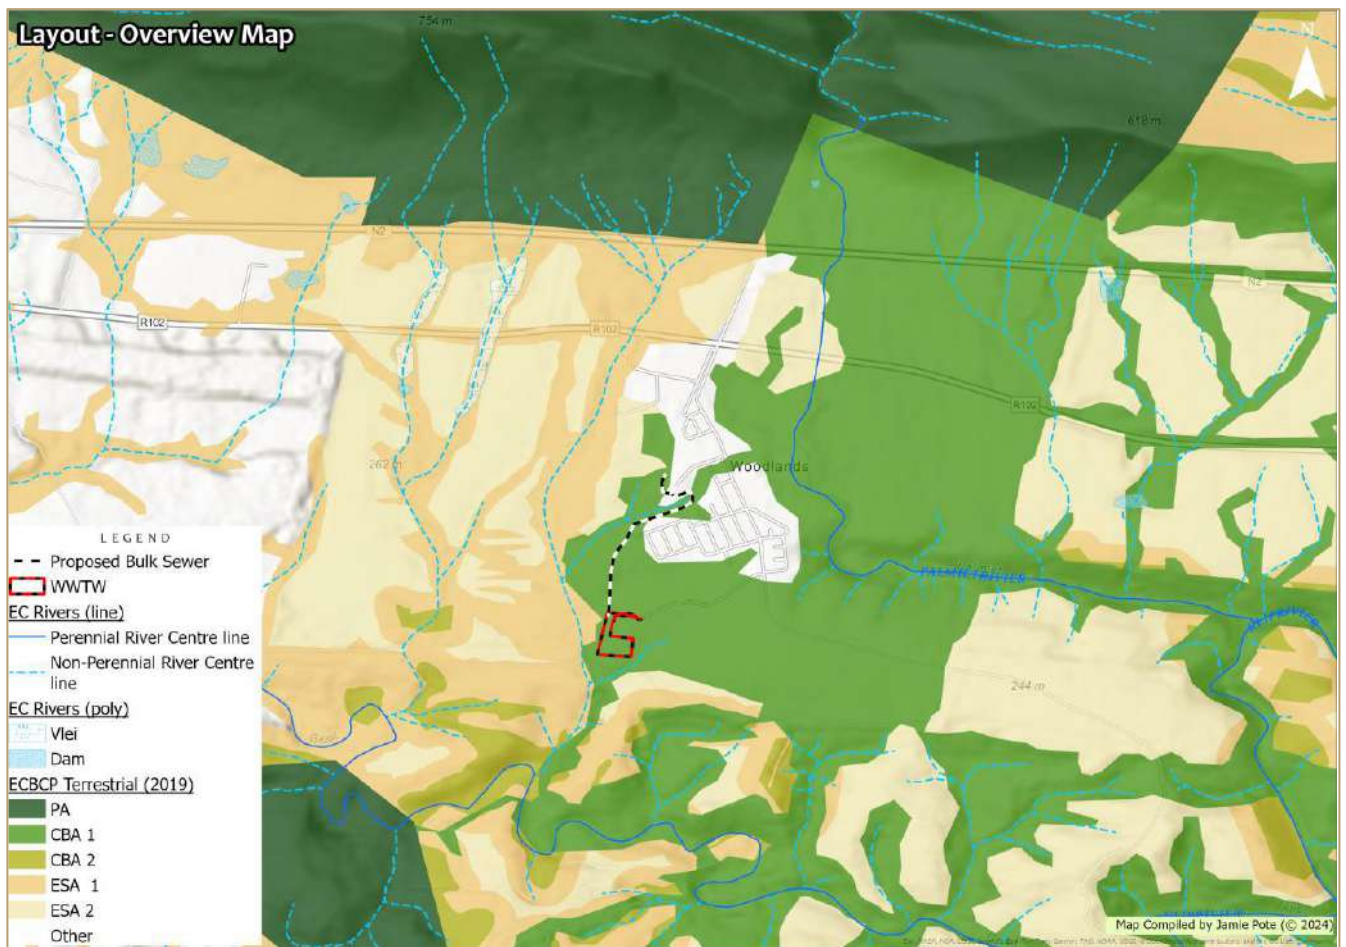 Layout - Overview Map
754 m
N
618 m
N2
N2
R102
R102
R102
Woodlands
262 m
PALMIETRIVIER
244 m
LEGEND
Proposed Bulk Sewer
WWTW
EC Rivers (line)
Perennial River Centre line
Non-Perennial River Centre
line
EC Rivers (poly)
Vlei
Dam
ECBCP Terrestrial (2019)
PA
CBA 1
CBA 2
ESA 1
ESA 2
Other
Map Compiled by Jamie Pote (© 2024)